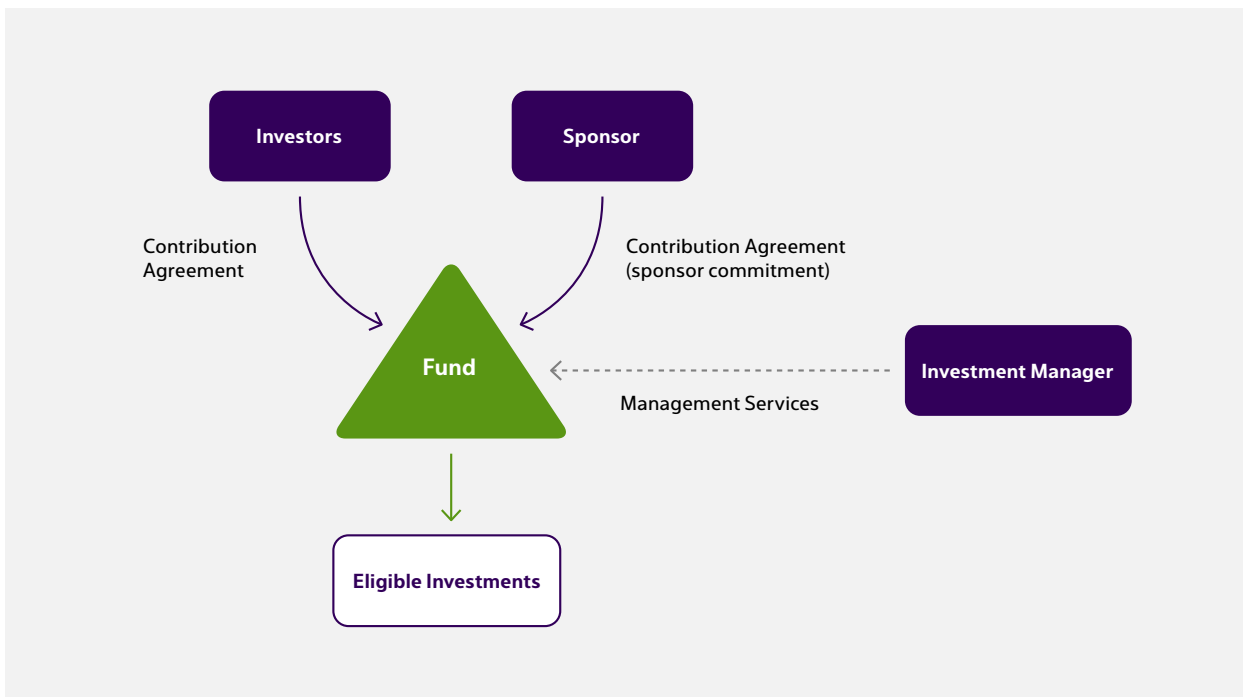 Investors
Sponsor
Contribution
Agreement
Contribution Agreement
(sponsor commitment)
Fund
Investment Manager
Management Services
Eligible Investments